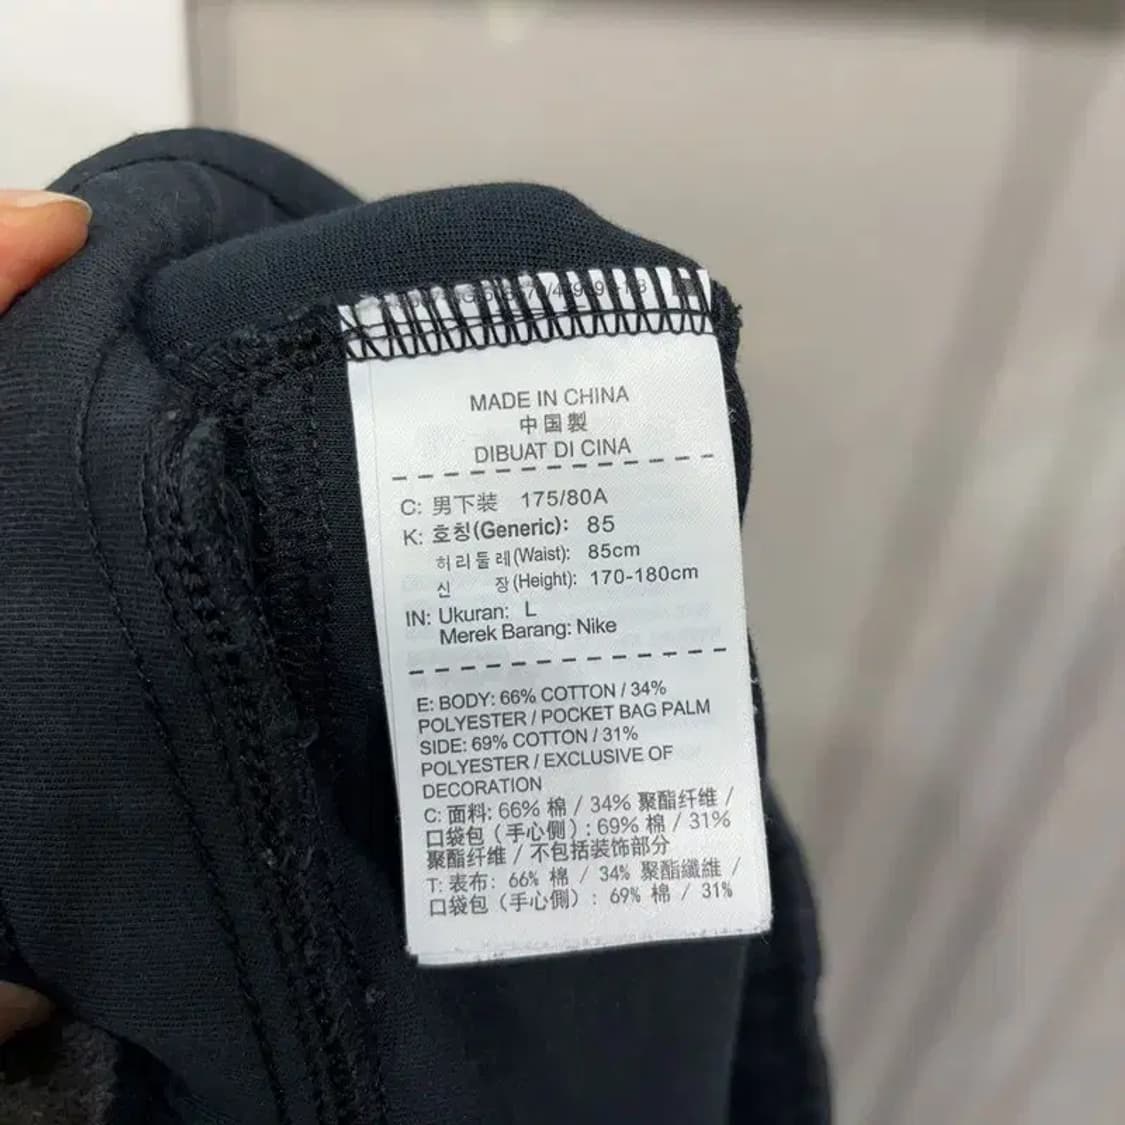 MADE IN CHINA
中国製
DIBUAT DI CINA
C: 男下装 175/80A
K: 호칭(Generic): 85
허리둘레(Waist): 85cm
신 장(Height): 170-180cm
IN: Ukuran: L
Merek Barang: Nike
E: BODY: 66% COTTON / 34%
POLYESTER / POCKET BAG PALM
SIDE: 69% COTTON / 31%
POLYESTER / EXCLUSIVE OF
DECORATION
C: 面料: 66% 棉 / 34% 聚酯纤维 /
口袋包（手心侧）: 69% 棉 / 31%
聚酯纤维 / 不包括装饰部分
T: 表布: 66% 棉 / 34% 聚酯纖維 /
口袋包（手心側）: 69% 棉 / 31%